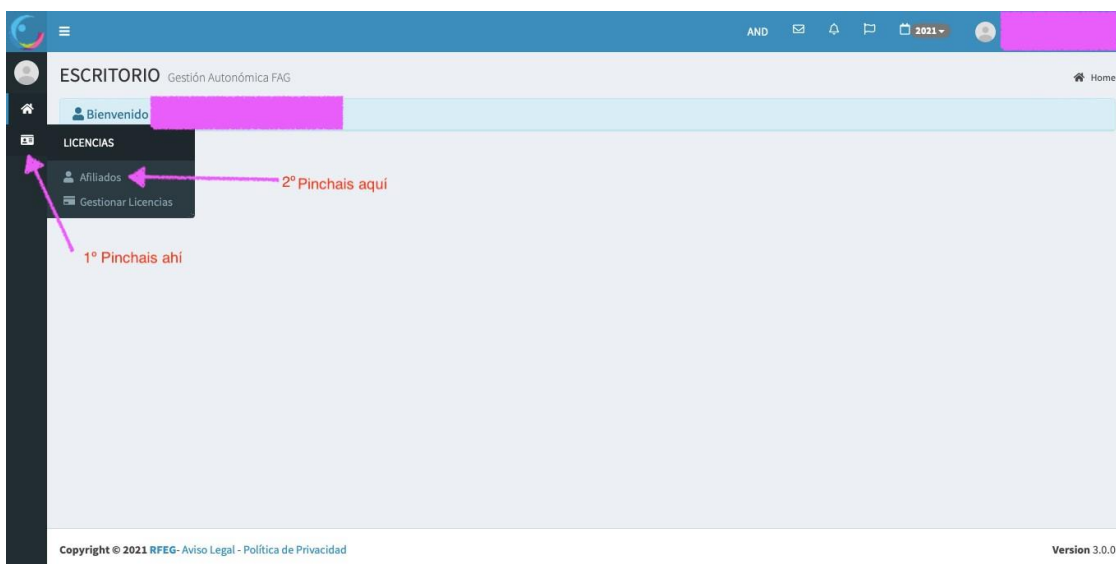 AND 2021
ESCRITORIO Gestión Autonómica FAG Home
Bienvenido
LICENCIAS
Afiliados
2º Pinchais aquí
Gestionar Licencias
1º Pinchais ahí
Copyright © 2021 RFEG- Aviso Legal - Política de Privacidad Version 3.0.0